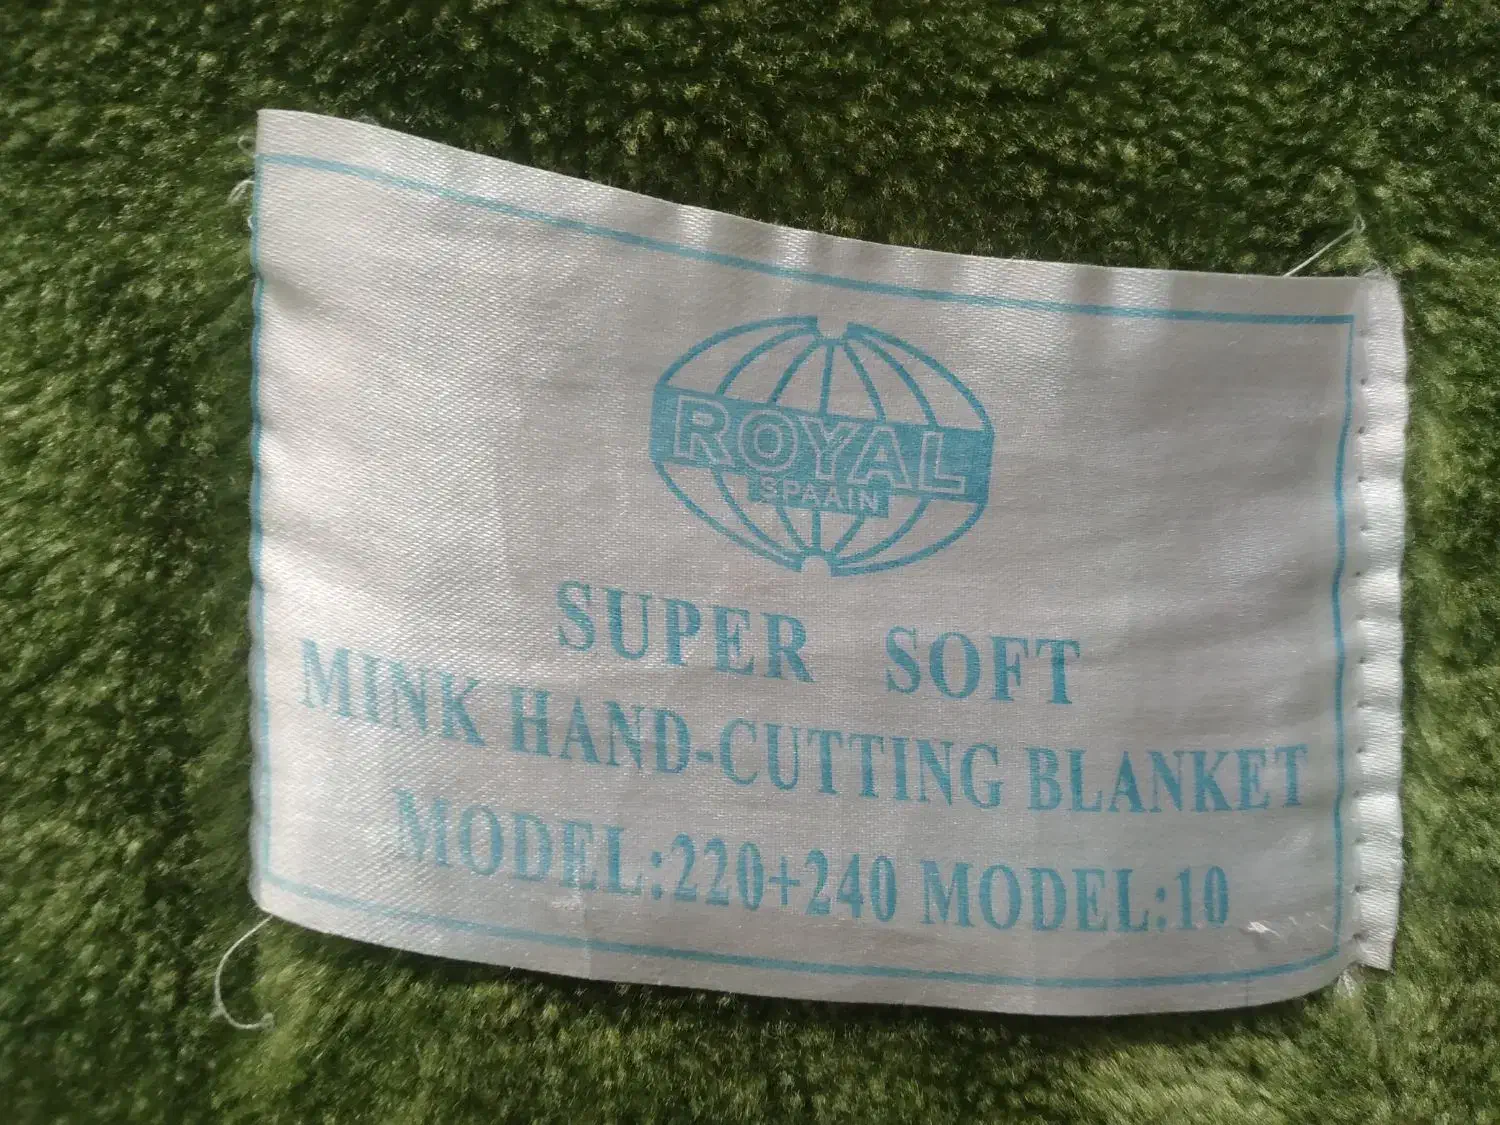 ROYAL
SPAAIN
SUPER SOFT
MINK HAND-CUTTING BLANKET
MODEL:220+240 MODEL:10